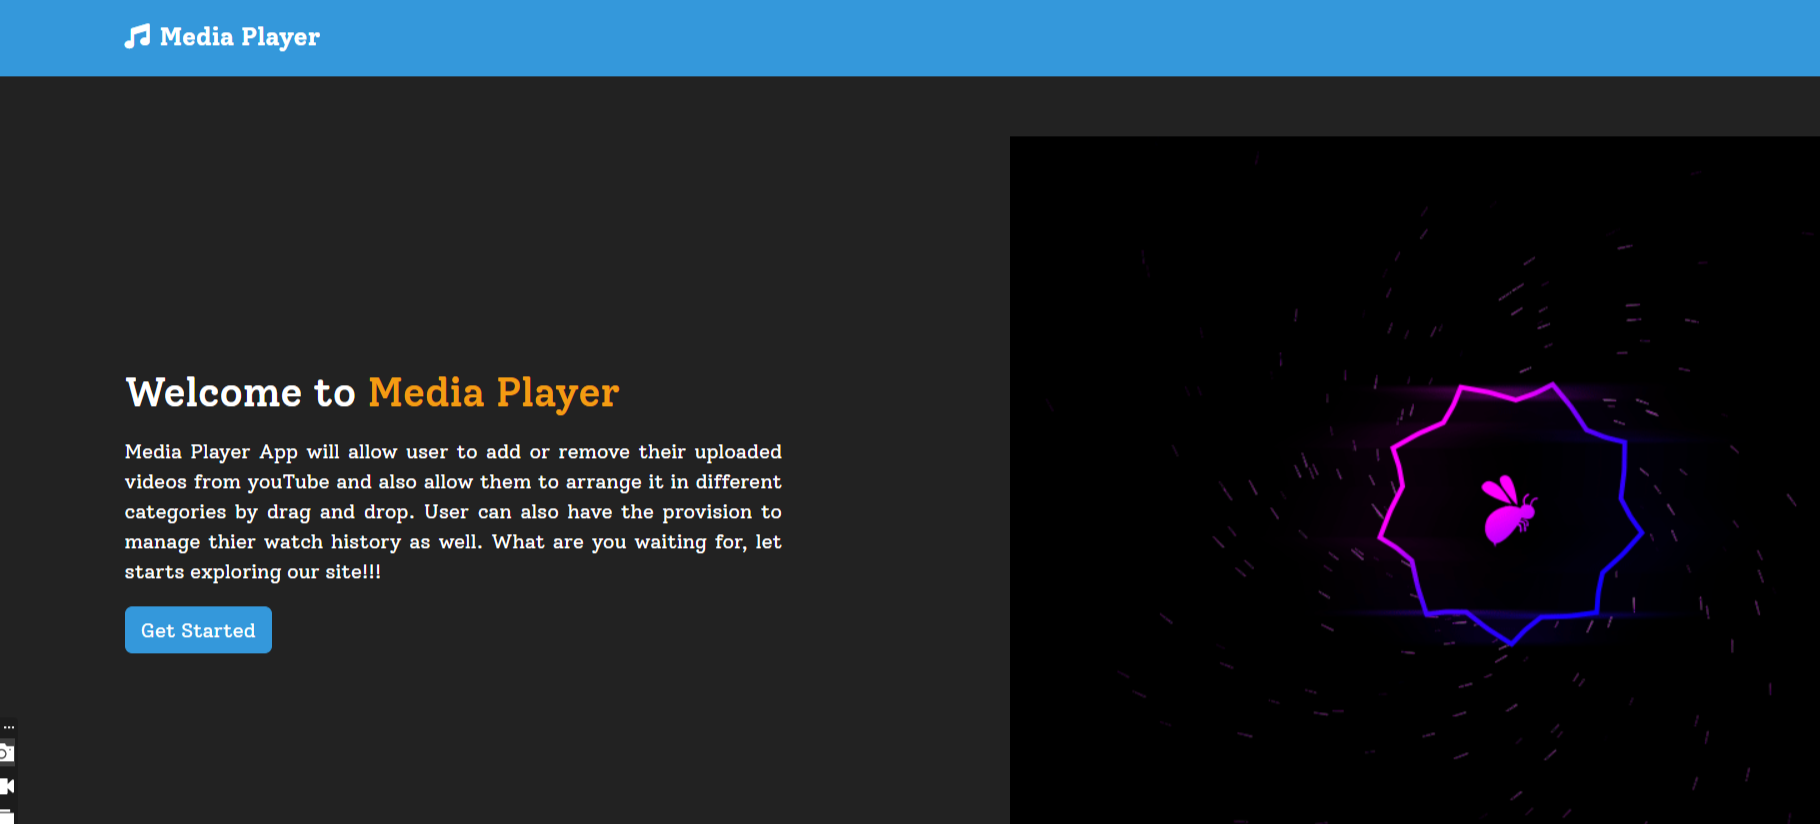 Media Player
Welcome to Media Player
Media Player App will allow user to add or remove their uploaded
videos from youTube and also allow them to arrange it in different
categories by drag and drop. User can also have the provision to
manage thier watch history as well. What are you waiting for, let
starts exploring our site!!!
Get Started